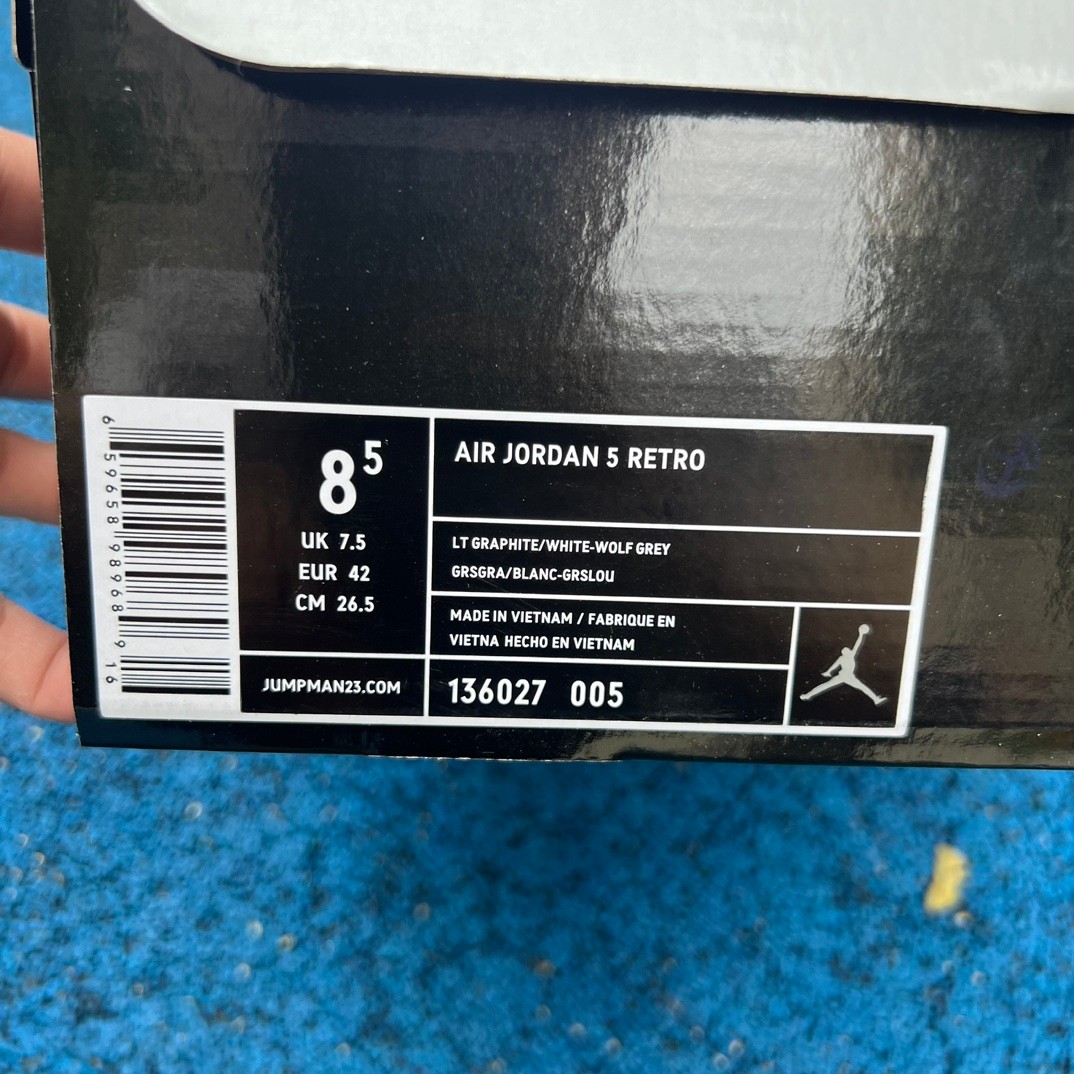 6 59658 98968 9 16
8 5
UK 7.5
EUR 42
CM 26.5
JUMPMAN23.COM
AIR JORDAN 5 RETRO
LT GRAPHITE/WHITE-WOLF GREY
GRSGRA/BLANC-GRSLOU
MADE IN VIETNAM / FABRIQUE EN
VIETNA HECHO EN VIETNAM
136027 005